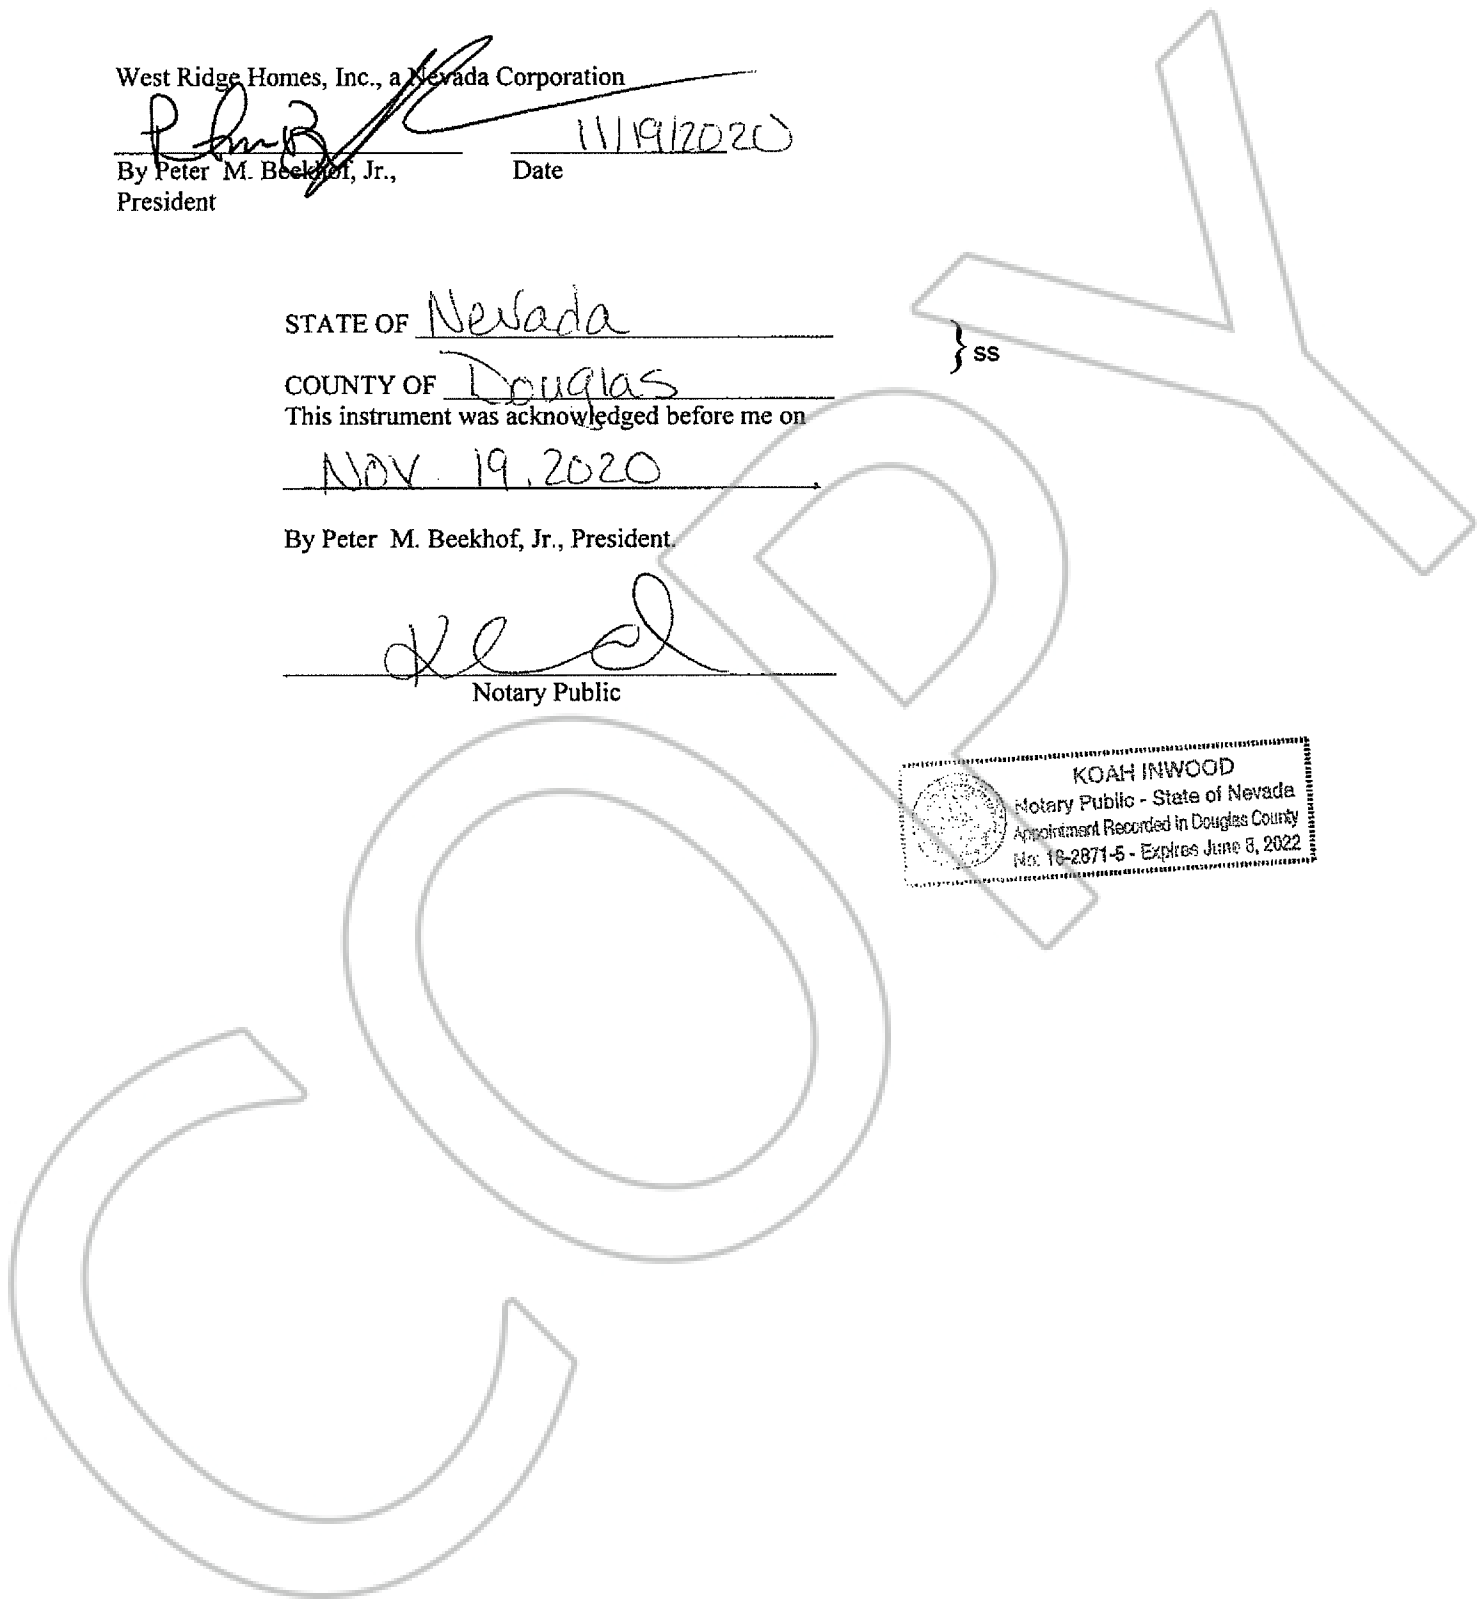 West Ridge Homes, Inc., a Nevada Corporation
11/19/2020
By Peter M. Beekhof, Jr.,
Date
President
STATE OF Nevada
} ss
COUNTY OF Douglas
This instrument was acknowledged before me on
NOV. 19, 2020,
By Peter M. Beekhof, Jr., President.
Notary Public
KOAH INWOOD
Notary Public - State of Nevada
Appointment Recorded in Douglas County
No: 18-2871-5 - Expires June 8, 2022
COPY